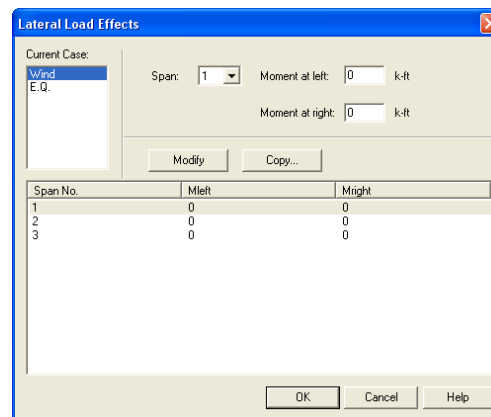 Lateral Load Effects
Current Case:
Wind
E.Q.
Span: 1 Moment at left: 0 k-ft
Moment at right: 0 k-ft
Modify Copy...
Span No. Mleft Mright
1 0 0
2 0 0
3 0 0
OK Cancel Help